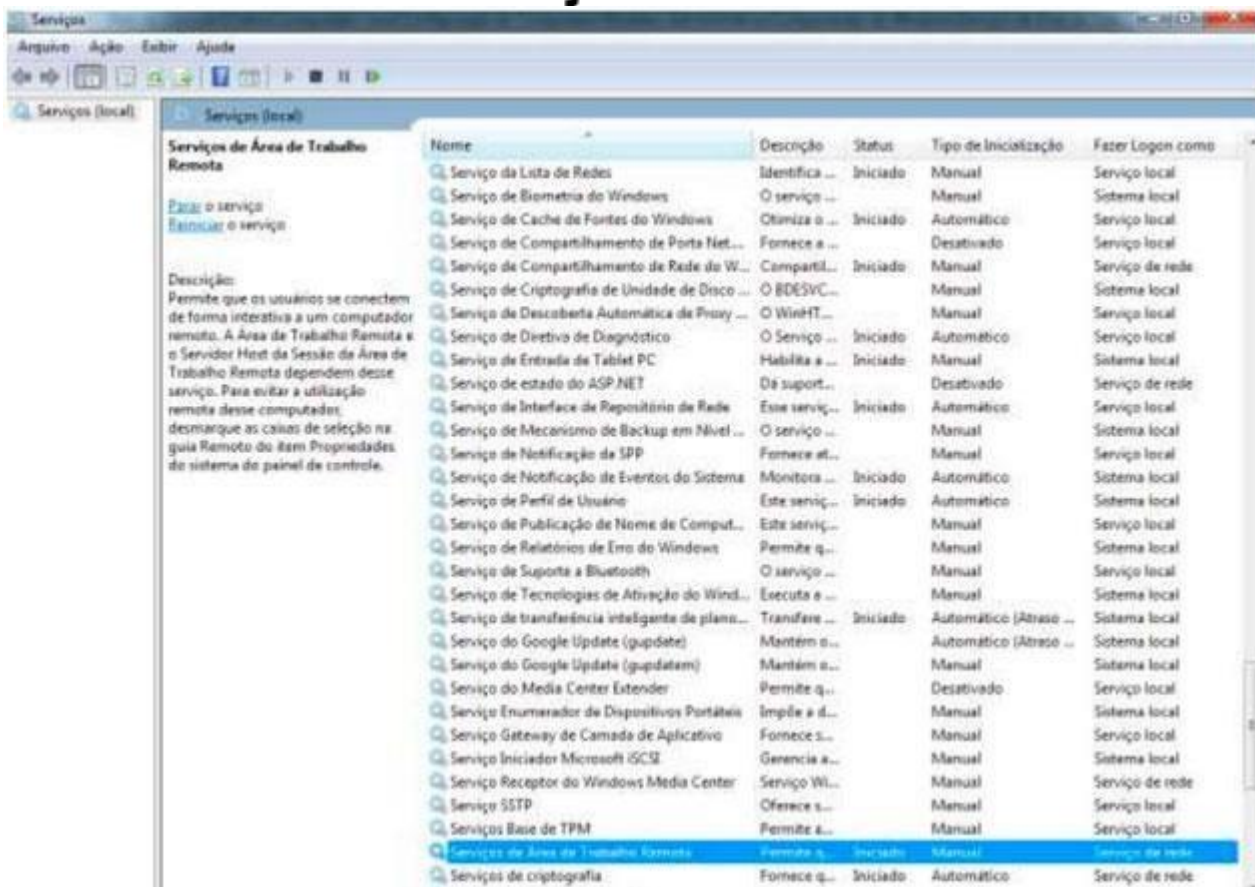 Serviços
Arquivo Ação Exibir Ajuda
Serviços (local)
Serviços (local)
Serviços de Área de Trabalho
Remota
Parar o serviço
Reiniciar o serviço
Descrição:
Permite que os usuários se conectem
de forma interativa a um computador
remoto. A Área de Trabalho Remota e
o Servidor Host da Sessão da Área de
Trabalho Remota dependem desse
serviço. Para evitar a utilização
remota desse computador,
desmarque as caixas de seleção na
guia Remoto do item Propriedades
do sistema do painel de controle.
Nome Descrição Status Tipo de Inicialização Fazer Logon como
Serviço da Lista de Redes Identifica ... Iniciado Manual Serviço local
Serviço de Biometria do Windows O serviço ... Manual Sistema local
Serviço de Cache de Fontes do Windows Otimiza o ... Iniciado Automático Serviço local
Serviço de Compartilhamento de Porta Net.... Fornece a ... Desativado Serviço local
Serviço de Compartilhamento de Rede do W... Compartil... Iniciado Manual Serviço de rede
Serviço de Criptografia de Unidade de Disco ... O BDESVC... Manual Sistema local
Serviço de Descoberta Automática de Proxy ... O WinHT... Manual Serviço local
Serviço de Diretiva de Diagnóstico O Serviço ... Iniciado Automático Serviço local
Serviço de Entrada de Tablet PC Habilita a ... Iniciado Manual Sistema local
Serviço de estado do ASP.NET Dá suport... Desativado Serviço de rede
Serviço de Interface de Repositório de Rede Esse serviç... Iniciado Automático Serviço local
Serviço de Mecanismo de Backup em Nível ... O serviço ... Manual Sistema local
Serviço de Notificação da SPP Fornece at... Manual Serviço local
Serviço de Notificação de Eventos do Sistema Monitora ... Iniciado Automático Sistema local
Serviço de Perfil de Usuário Este serviç... Iniciado Automático Sistema local
Serviço de Publicação de Nome de Comput... Este serviç... Manual Serviço local
Serviço de Relatórios de Erro do Windows Permite q... Manual Sistema local
Serviço de Suporte a Bluetooth O serviço ... Manual Serviço local
Serviço de Tecnologias de Ativação do Wind... Executa a ... Manual Sistema local
Serviço de transferência inteligente de plano... Transfere ... Iniciado Automático (Atraso ... Sistema local
Serviço do Google Update (gupdate) Mantém o... Automático (Atraso ... Sistema local
Serviço do Google Update (gupdatem) Mantém o... Manual Sistema local
Serviço do Media Center Extender Permite q... Desativado Serviço local
Serviço Enumerador de Dispositivos Portáteis Impõe a d... Manual Sistema local
Serviço Gateway de Camada de Aplicativo Fornece s... Manual Serviço local
Serviço Iniciador Microsoft iSCSI Gerencia a... Manual Sistema local
Serviço Receptor do Windows Media Center Serviço Wi... Manual Serviço de rede
Serviço SSTP Oferece s... Manual Serviço local
Serviços Base de TPM Permite a... Manual Serviço local
Serviços de Área de Trabalho Remota Permite q... Iniciado Manual Serviço de rede
Serviços de criptografia Fornece q... Iniciado Automático Serviço de rede